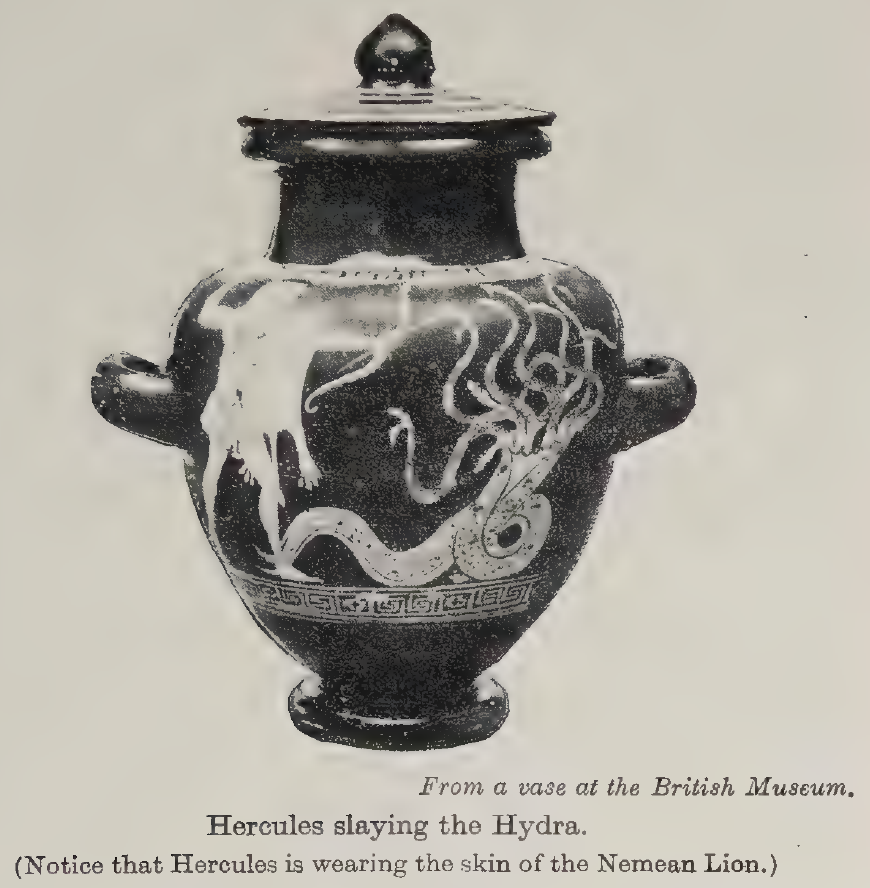 From a vase at the British Museum.
Hercules slaying the Hydra.
(Notice that Hercules is wearing the skin of the Nemean Lion.)